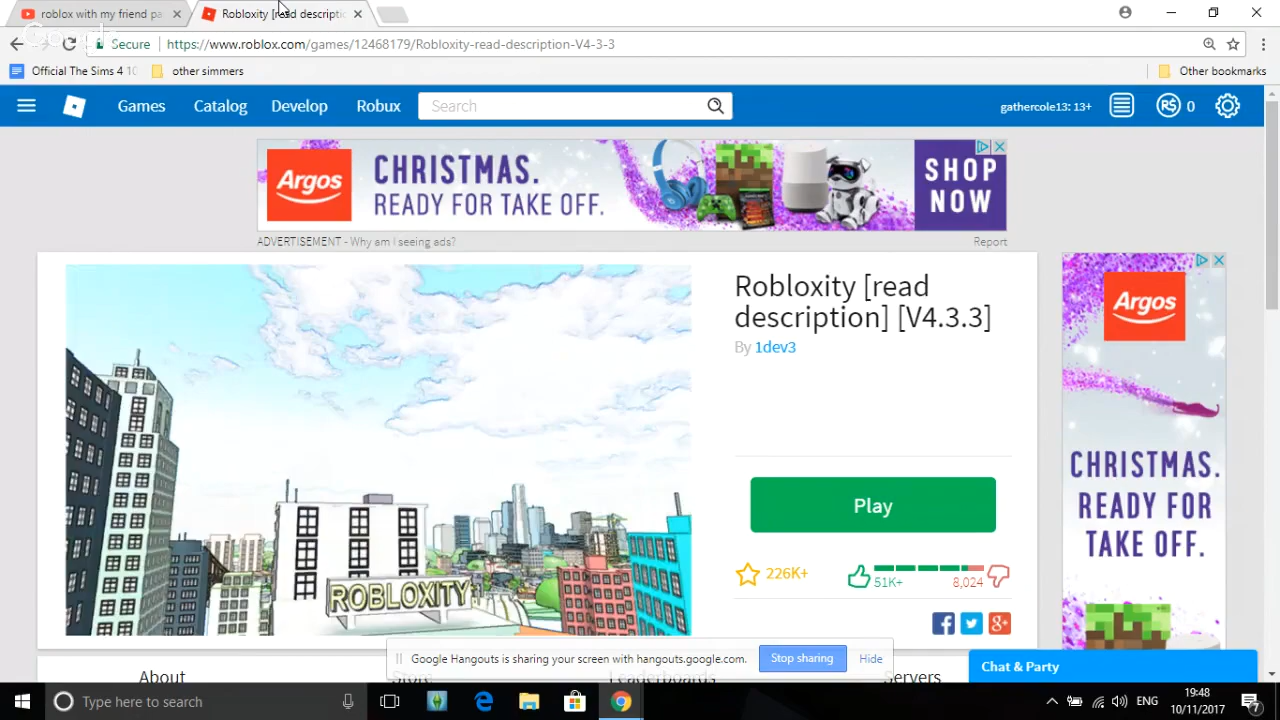 roblox with my friend pa
Robloxity [read descriptio
Secure
https://www.roblox.com/games/12468179/Robloxity-read-description-V4-3-3
Official The Sims 4 10
other simmers
Other bookmarks
Games
Catalog
Develop
Robux
Search
gathercole13: 13+
R$ 0
Argos
CHRISTMAS.
READY FOR TAKE OFF.
SHOP
NOW
ADVERTISEMENT - Why am I seeing ads?
Report
Robloxity [read
description] [V4.3.3]
By 1dev3
Argos
CHRISTMAS.
READY FOR
TAKE OFF.
Play
226K+
51K+
8,024
ROBLOXITY
Google Hangouts is sharing your screen with hangouts.google.com.
Stop sharing
Hide
Chat & Party
About
Store
Leaderboards
Servers
Type here to search
ENG
19:48
10/11/2017
7